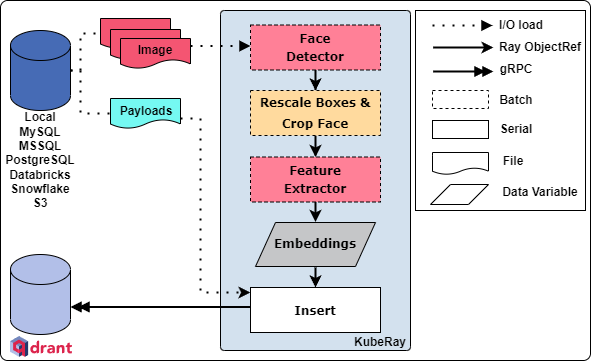 Image
Payloads
Local
MySQL
MSSQL
PostgreSQL
Databricks
Snowflake
S3
qdrant
Face
Detector
Rescale Boxes &
Crop Face
Feature
Extractor
Embeddings
Insert
KubeRay
I/O load
Ray ObjectRef
gRPC
Batch
Serial
File
Data Variable